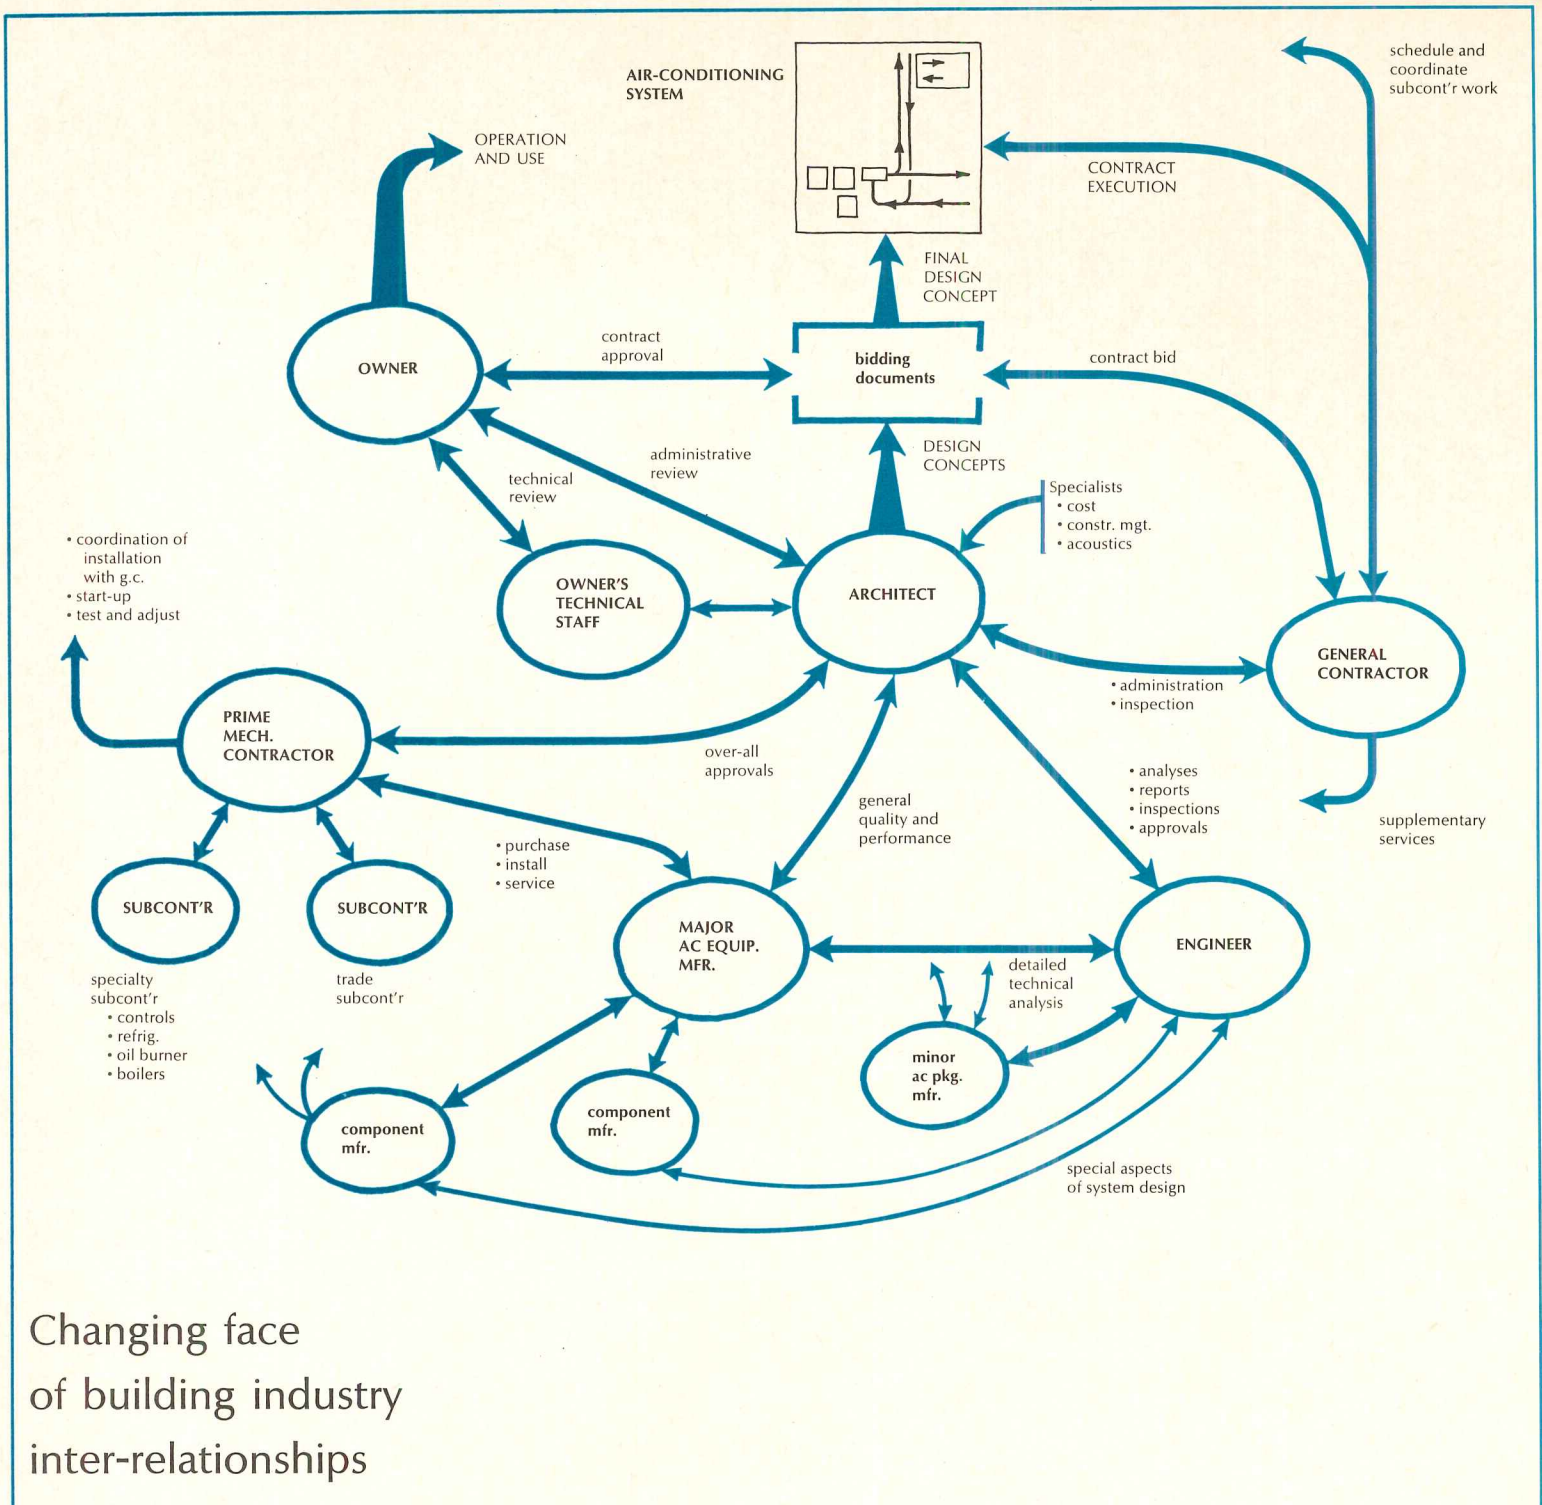 AIR-CONDITIONING
SYSTEM
schedule and
coordinate
subcont'r work
OPERATION
AND USE
CONTRACT
EXECUTION
FINAL
DESIGN
CONCEPT
OWNER
contract
approval
bidding
documents
contract bid
technical
review
administrative
review
DESIGN
CONCEPTS
Specialists
• cost
• constr. mgt.
• acoustics
• coordination of
installation
with g.c.
• start-up
• test and adjust
OWNER'S
TECHNICAL
STAFF
ARCHITECT
GENERAL
CONTRACTOR
• administration
• inspection
PRIME
MECH.
CONTRACTOR
over-all
approvals
general
quality and
performance
• analyses
• reports
• inspections
• approvals
supplementary
services
• purchase
• install
• service
SUBCONT'R
SUBCONT'R
MAJOR
AC EQUIP.
MFR.
ENGINEER
specialty
subcont'r
• controls
• refrig.
• oil burner
• boilers
trade
subcont'r
detailed
technical
analysis
minor
ac pkg.
mfr.
component
mfr.
component
mfr.
special aspects
of system design
Changing face
of building industry
inter-relationships